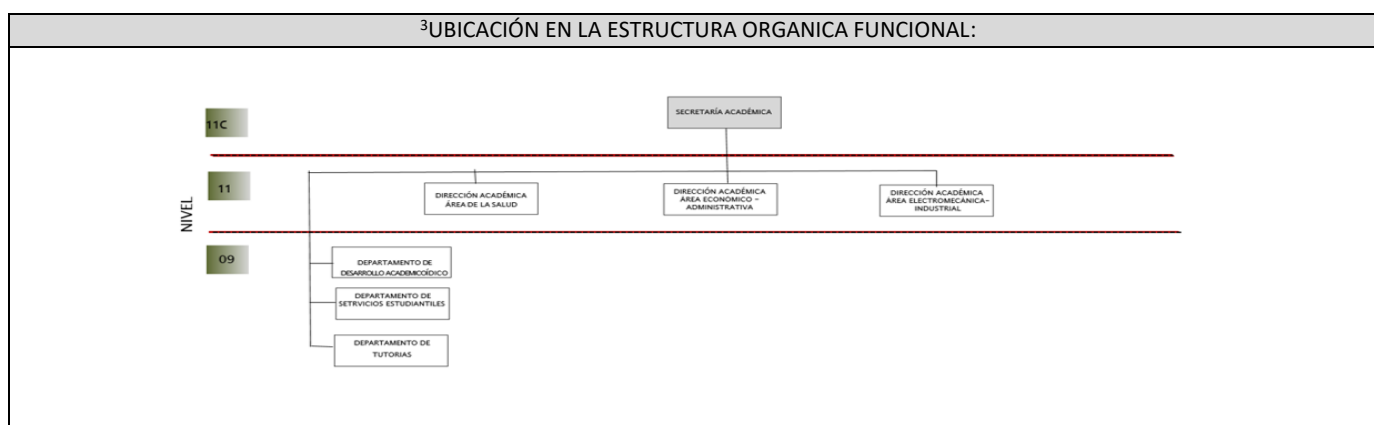 ³UBICACIÓN EN LA ESTRUCTURA ORGANICA FUNCIONAL:
11C
SECRETARÍA ACADÉMICA
NIVEL
11
DIRECCIÓN ACADÉMICA
ÁREA DE LA SALUD
DIRECCIÓN ACADÉMICA
ÁREA ECONÓMICO –
ADMINISTRATIVA
DIRECCIÓN ACADÉMICA
ÁREA ELECTROMECÁNICA–
INDUSTRIAL
09
DEPARTAMENTO DE
DESARROLLO ACADEMICOÍDICO
DEPARTAMENTO DE
SETRVICIOS ESTUDIANTILES
DEPARTAMENTO DE
TUTORIAS